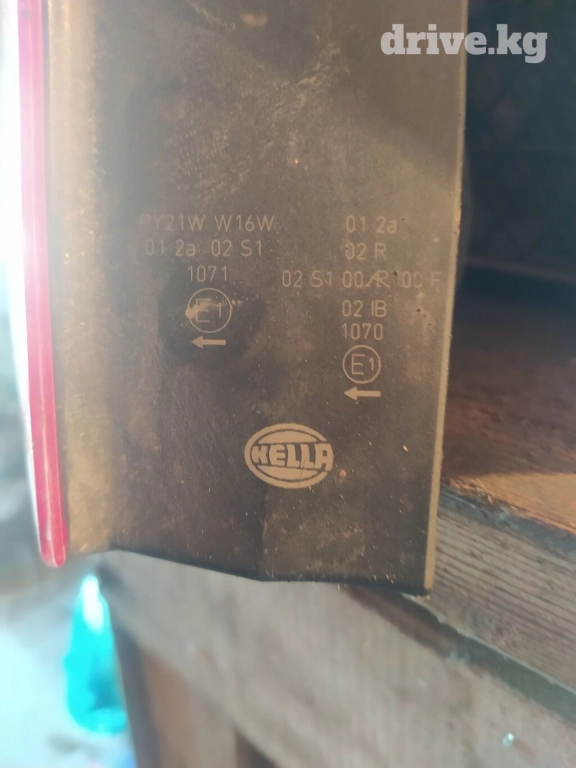 drive.kg
PY21W W16W
01 2a 02 S1
1071
E1
01 2a
02 R
02 S1 00/AR 00 F
02 IB
1070
E1
HELLA